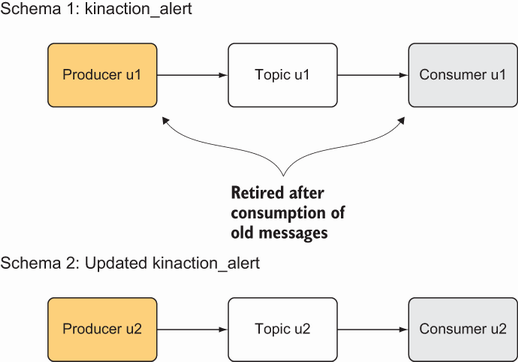 Schema 1: kinaction_alert
Producer u1
Topic u1
Consumer u1
Retired after
consumption of
old messages
Schema 2: Updated kinaction_alert
Producer u2
Topic u2
Consumer u2